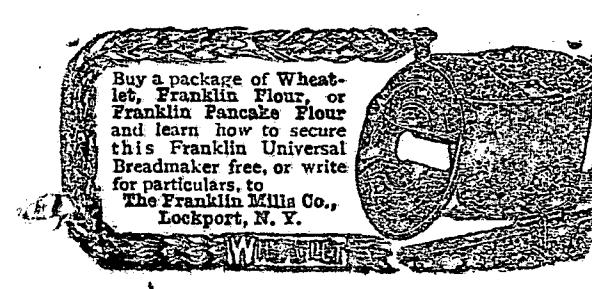 Buy a package of Wheat-
let, Franklin Flour, or
Franklin Pancake Flour
and learn how to secure
this Franklin Universal
Breadmaker free, or write
for particulars, to
The Franklin Mills Co.,
Lockport, N. Y.
WHEATLET